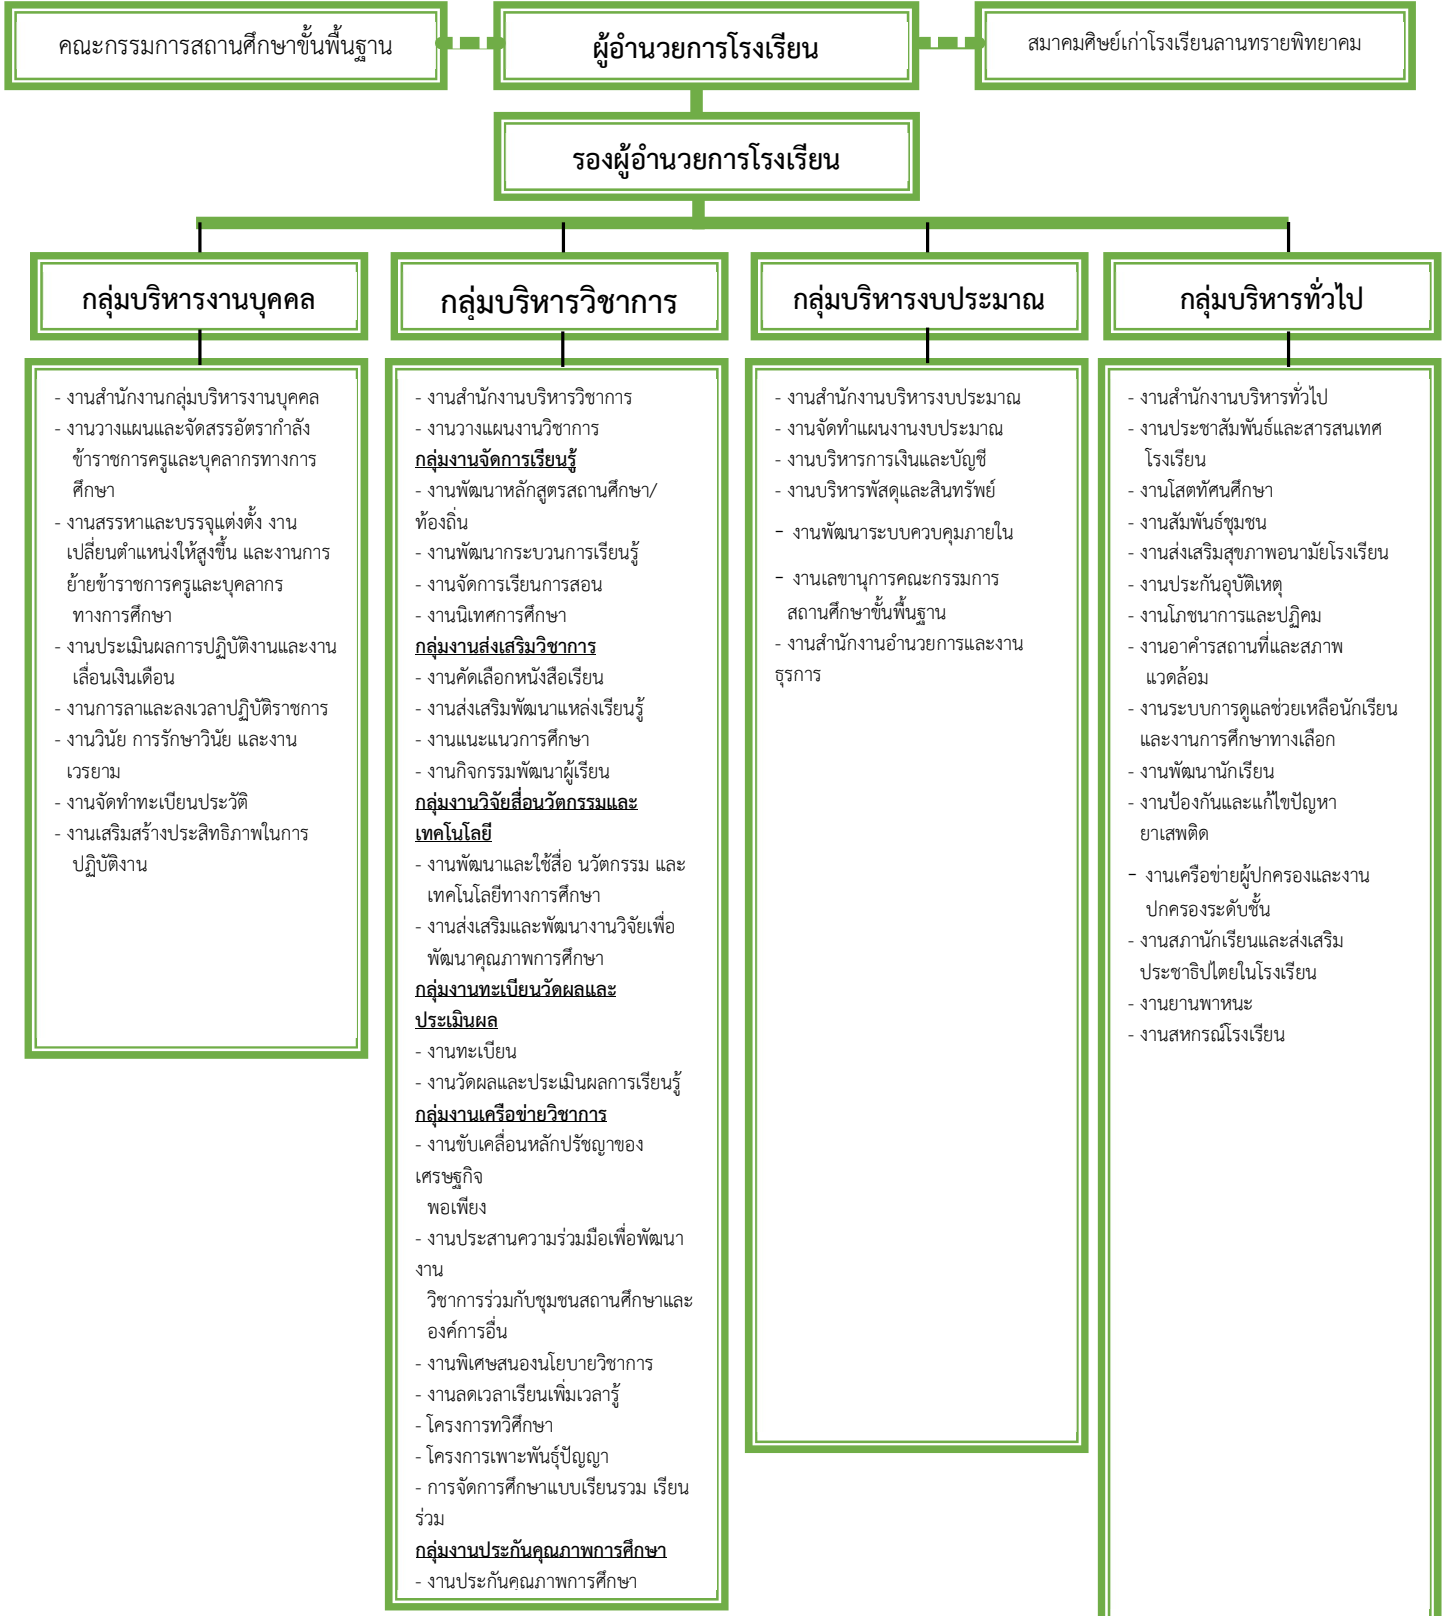 คณะกรรมการสถานศึกษาขั้นพื้นฐาน
ผู้อำนวยการโรงเรียน
สมาคมศิษย์เก่าโรงเรียนลานทรายพิทยาคม
รองผู้อำนวยการโรงเรียน
กลุ่มบริหารงานบุคคล
กลุ่มบริหารวิชาการ
กลุ่มบริหารงบประมาณ
กลุ่มบริหารทั่วไป
- งานสำนักงานกลุ่มบริหารงานบุคคล
- งานวางแผนและจัดสรรอัตรากำลัง
ข้าราชการครูและบุคลากรทางการ
ศึกษา
- งานสรรหาและบรรจุแต่งตั้ง งาน
เปลี่ยนตำแหน่งให้สูงขึ้น และงานการ
ย้ายข้าราชการครูและบุคลากร
ทางการศึกษา
- งานประเมินผลการปฏิบัติงานและงาน
เลื่อนเงินเดือน
- งานการลาและลงเวลาปฏิบัติราชการ
- งานวินัย การรักษาวินัย และงาน
เวรยาม
- งานจัดทำทะเบียนประวัติ
- งานเสริมสร้างประสิทธิภาพในการ
ปฏิบัติงาน
- งานสำนักงานบริหารวิชาการ
- งานวางแผนงานวิชาการ
กลุ่มงานจัดการเรียนรู้
- งานพัฒนาหลักสูตรสถานศึกษา/
ท้องถิ่น
- งานพัฒนากระบวนการเรียนรู้
- งานจัดการเรียนการสอน
- งานนิเทศการศึกษา
กลุ่มงานส่งเสริมวิชาการ
- งานคัดเลือกหนังสือเรียน
- งานส่งเสริมพัฒนาแหล่งเรียนรู้
- งานแนะแนวการศึกษา
- งานกิจกรรมพัฒนาผู้เรียน
กลุ่มงานวิจัยสื่อนวัตกรรมและ
เทคโนโลยี
- งานพัฒนาและใช้สื่อ นวัตกรรม และ
เทคโนโลยีทางการศึกษา
- งานส่งเสริมและพัฒนางานวิจัยเพื่อ
พัฒนาคุณภาพการศึกษา
กลุ่มงานทะเบียนวัดผลและ
ประเมินผล
- งานทะเบียน
- งานวัดผลและประเมินผลการเรียนรู้
กลุ่มงานเครือข่ายวิชาการ
- งานขับเคลื่อนหลักปรัชญาของ
เศรษฐกิจ
พอเพียง
- งานประสานความร่วมมือเพื่อพัฒนา
งาน
วิชาการร่วมกับชุมชนสถานศึกษาและ
องค์การอื่น
- งานพิเศษสนองนโยบายวิชาการ
- งานลดเวลาเรียนเพิ่มเวลารู้
- โครงการทวิศึกษา
- โครงการเพาะพันธุ์ปัญญา
- การจัดการศึกษาแบบเรียนรวม เรียน
ร่วม
กลุ่มงานประกันคุณภาพการศึกษา
- งานประกันคุณภาพการศึกษา
- งานสำนักงานบริหารงบประมาณ
- งานจัดทำแผนงานงบประมาณ
- งานบริหารการเงินและบัญชี
- งานบริหารพัสดุและสินทรัพย์
- งานพัฒนาระบบควบคุมภายใน
- งานเลขานุการคณะกรรมการ
สถานศึกษาขั้นพื้นฐาน
- งานสำนักงานอำนวยการและงาน
ธุรการ
- งานสำนักงานบริหารทั่วไป
- งานประชาสัมพันธ์และสารสนเทศ
โรงเรียน
- งานโสตทัศนศึกษา
- งานสัมพันธ์ชุมชน
- งานส่งเสริมสุขภาพอนามัยโรงเรียน
- งานประกันอุบัติเหตุ
- งานโภชนาการและปฏิคม
- งานอาคำรสถานที่และสภาพ
แวดล้อม
- งานระบบการดูแลช่วยเหลือนักเรียน
และงานการศึกษาทางเลือก
- งานพัฒนานักเรียน
- งานป้องกันและแก้ไขปัญหา
ยาเสพติด
- งานเครือข่ายผู้ปกครองและงาน
ปกครองระดับชั้น
- งานสภานักเรียนและส่งเสริม
ประชาธิปไตยในโรงเรียน
- งานยานพาหนะ
- งานสหกรณ์โรงเรียน